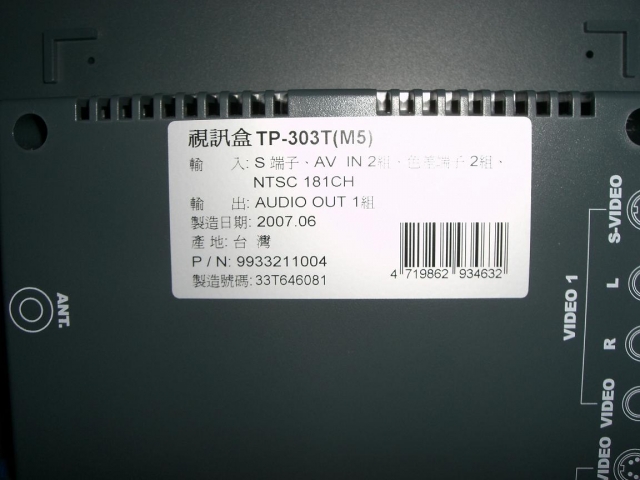 視訊盒 TP-303T(M5)
輸 入: S 端子、AV IN 2組、色差端子 2組、
NTSC 181CH
輸 出: AUDIO OUT 1組
製造日期: 2007.06
產 地: 台 灣
P / N: 9933211004
製造號碼: 33T646081
4 719862 934632
ANT.
S-VIDEO
VIDEO 1
L
R
VIDEO
VIDEO